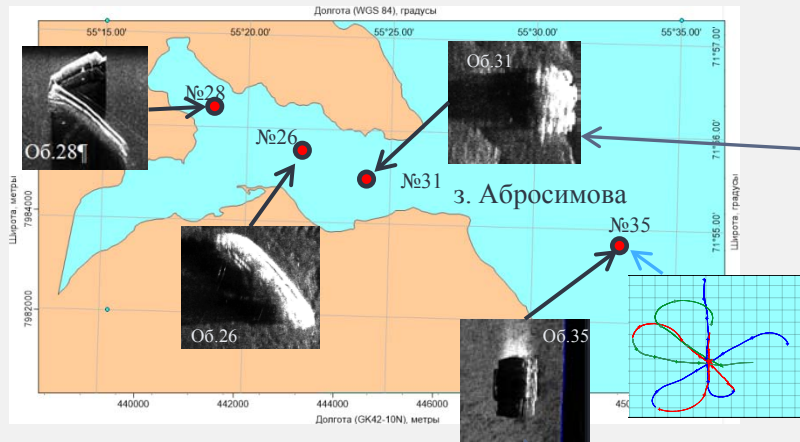 Долгота (WGS 84), градусы
55°15.00'
55°20.00'
55°25.00'
55°30.00'
55°35.00'
71°57.00'
71°56.00'
71°55.00'
Широта, градусы
Широта, метры
7984000
7982000
Об.28¶
№28
№26
Об.31
№31
з. Абросимова
№35
Об.26
Об.35
440000
442000
444000
446000
Долгота (GK42-10N), метры